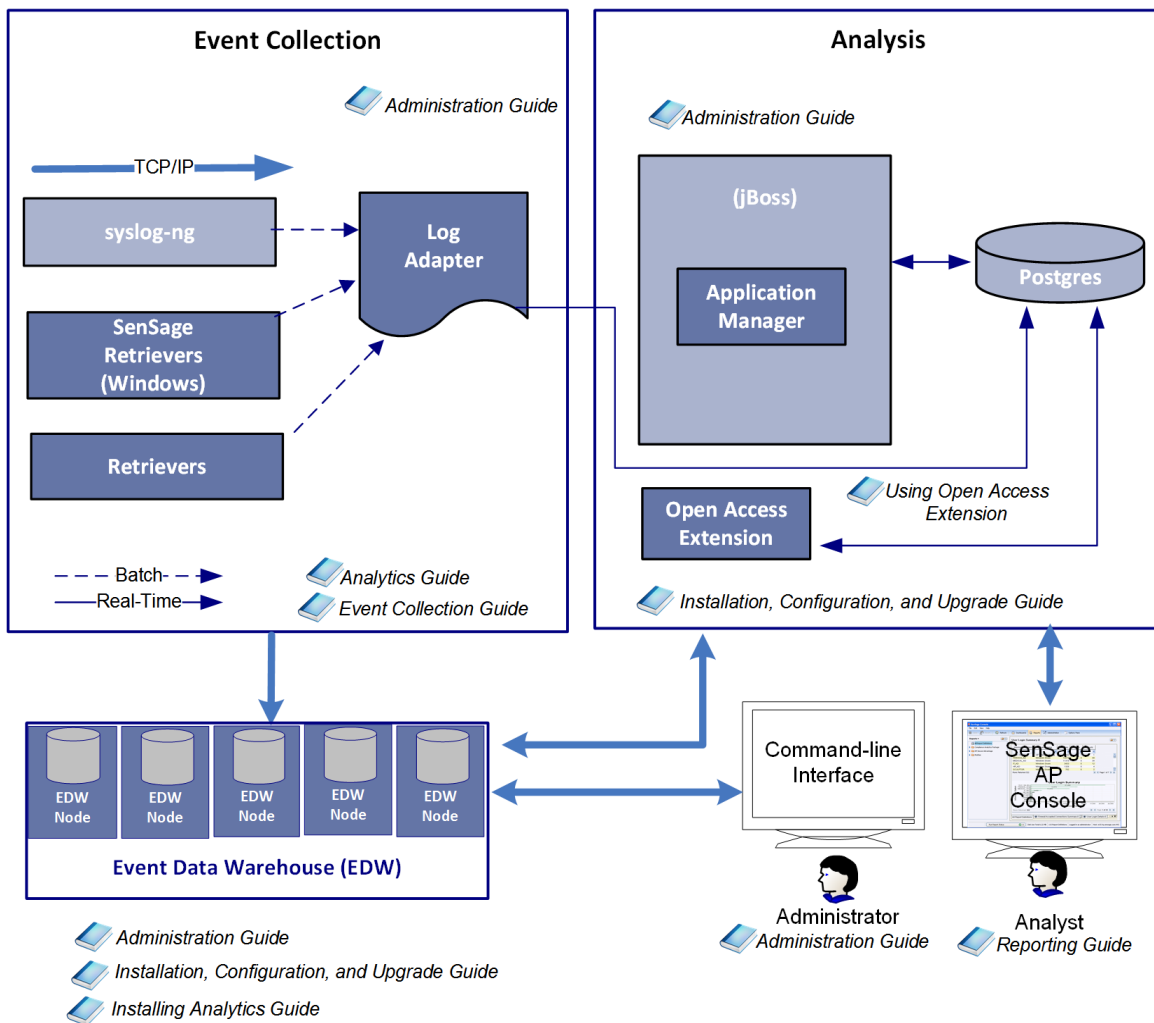 Event Collection
Administration Guide
TCP/IP
syslog-ng
Log
Adapter
SenSage
Retrievers
(Windows)
Retrievers
Batch
Real-Time
Analytics Guide
Event Collection Guide
Analysis
Administration Guide
(jBoss)
Application
Manager
Postgres
Open Access
Extension
Using Open Access
Extension
Installation, Configuration, and Upgrade Guide
EDW
Node
EDW
Node
EDW
Node
EDW
Node
EDW
Node
Event Data Warehouse (EDW)
Administration Guide
Installation, Configuration, and Upgrade Guide
Installing Analytics Guide
Command-line
Interface
Administrator
Administration Guide
SenSage
AP
Console
Analyst
Reporting Guide